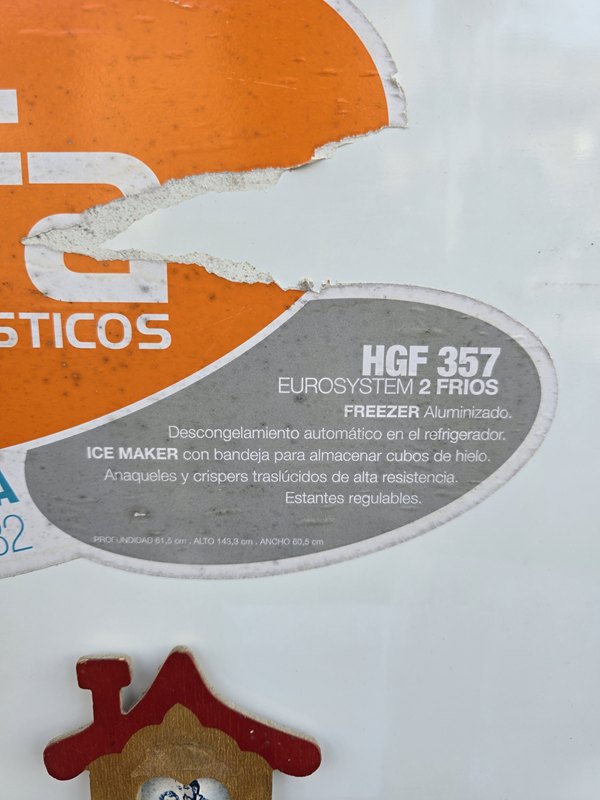 a
STICOS
HGF 357
EUROSYSTEM 2 FRIOS
FREEZER Aluminizado.
Descongelamiento automático en el refrigerador.
ICE MAKER con bandeja para almacenar cubos de hielo.
Anaqueles y crispers traslúcidos de alta resistencia.
Estantes regulables.
A
32
PROFUNDIDAD 61,5 cm . ALTO 143,3 cm . ANCHO 60,5 cm